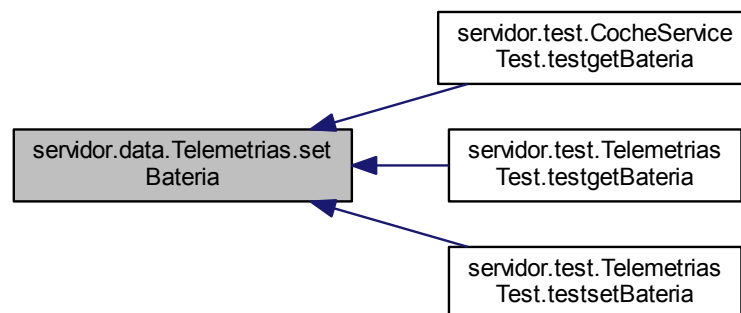 servidor.test.CocheService
Test.testgetBateria
servidor.data.Telemetrias.set
Bateria
servidor.test.Telemetrias
Test.testgetBateria
servidor.test.Telemetrias
Test.testsetBateria